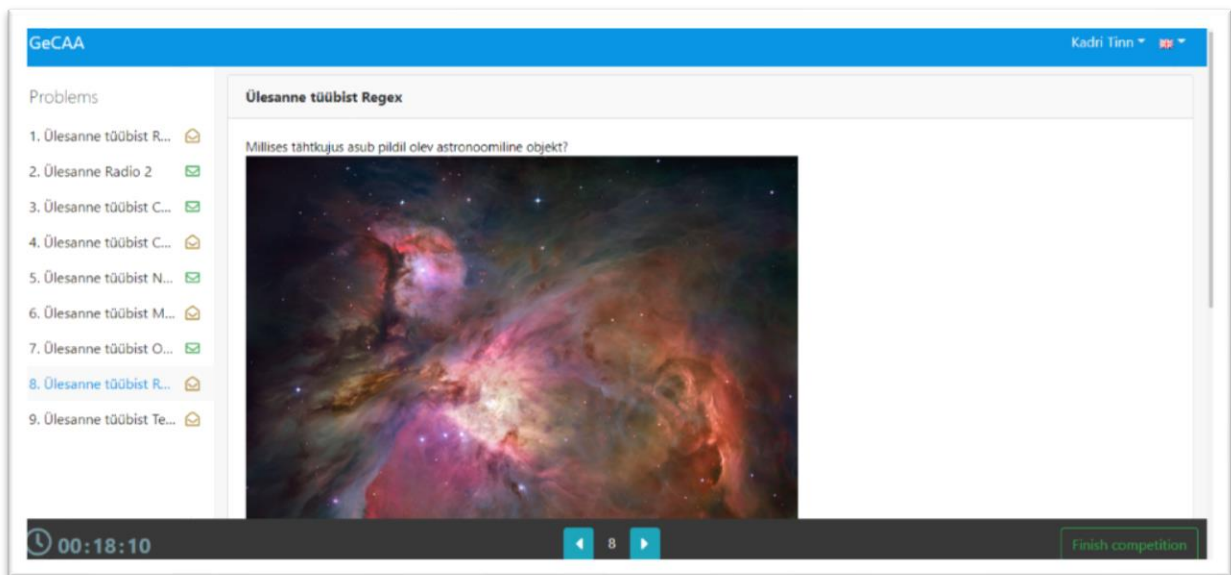 GeCAA
Kadri Tinn
Problems
1. Ülesanne tüübist R...
2. Ülesanne Radio 2
3. Ülesanne tüübist C...
4. Ülesanne tüübist C...
5. Ülesanne tüübist N...
6. Ülesanne tüübist M...
7. Ülesanne tüübist O...
8. Ülesanne tüübist R...
9. Ülesanne tüübist Te...
Ülesanne tüübist Regex
Millises tähtkujus asub pildil olev astronoomiline objekt?
00:18:10
8
Finish competition